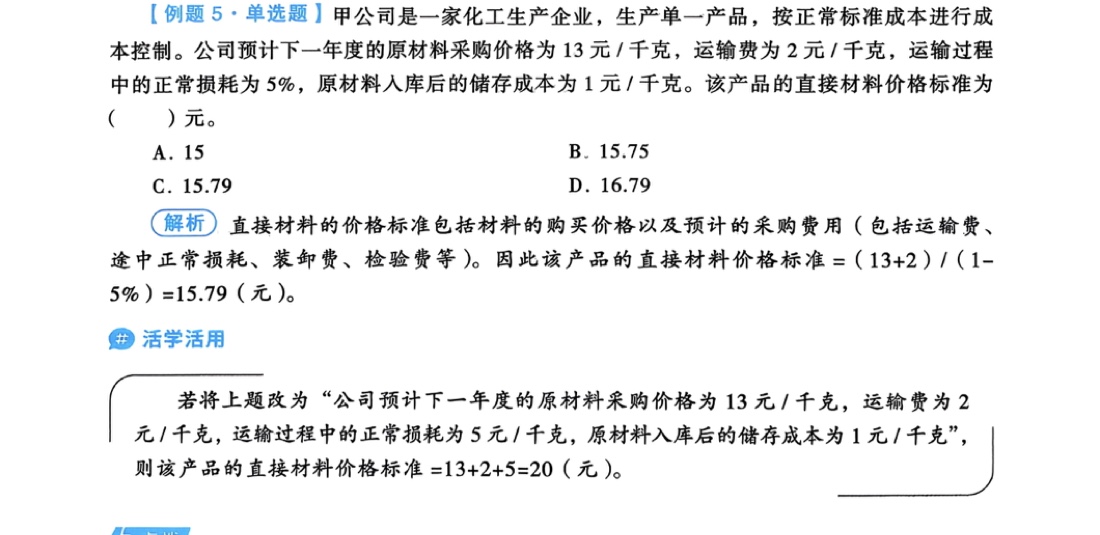 【例题 5·单选题】甲公司是一家化工生产企业，生产单一产品，按正常标准成本进行成
本控制。公司预计下一年度的原材料采购价格为 13 元 / 千克，运输费为 2 元 / 千克，运输过程
中的正常损耗为 5%，原材料入库后的储存成本为 1 元 / 千克。该产品的直接材料价格标准为
（　　）元。
A. 15　　B. 15.75
C. 15.79　　D. 16.79
解析 直接材料的价格标准包括材料的购买价格以及预计的采购费用（包括运输费、
途中正常损耗、装卸费、检验费等）。因此该产品的直接材料价格标准 =（13+2）/（1-
5%）=15.79（元）。
# 活学活用
若将上题改为“公司预计下一年度的原材料采购价格为 13 元 / 千克，运输费为 2
元 / 千克，运输过程中的正常损耗为 5 元 / 千克，原材料入库后的储存成本为 1 元 / 千克”，
则该产品的直接材料价格标准 =13+2+5=20（元）。